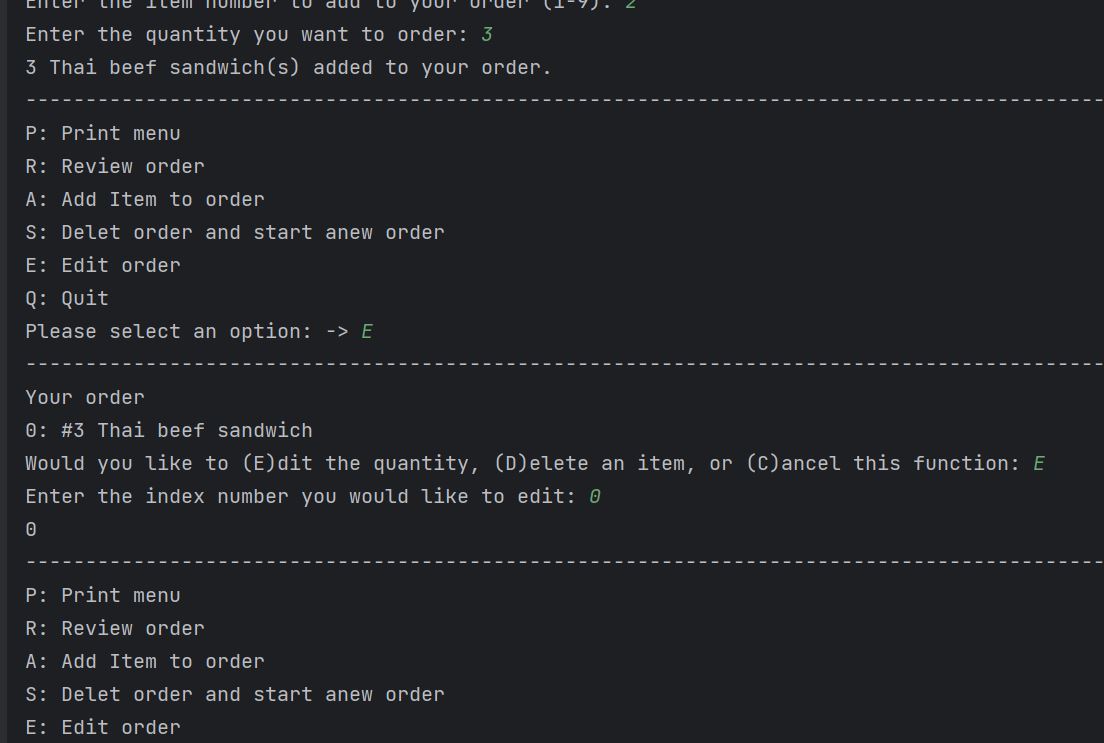 Enter the item number to add to your order (1-9): 2
Enter the quantity you want to order: 3
3 Thai beef sandwich(s) added to your order.
------------------------------------------------------------------------------------------
P: Print menu
R: Review order
A: Add Item to order
S: Delet order and start anew order
E: Edit order
Q: Quit
Please select an option: -> E
------------------------------------------------------------------------------------------
Your order
0: #3 Thai beef sandwich
Would you like to (E)dit the quantity, (D)elete an item, or (C)ancel this function: E
Enter the index number you would like to edit: 0
0
------------------------------------------------------------------------------------------
P: Print menu
R: Review order
A: Add Item to order
S: Delet order and start anew order
E: Edit order